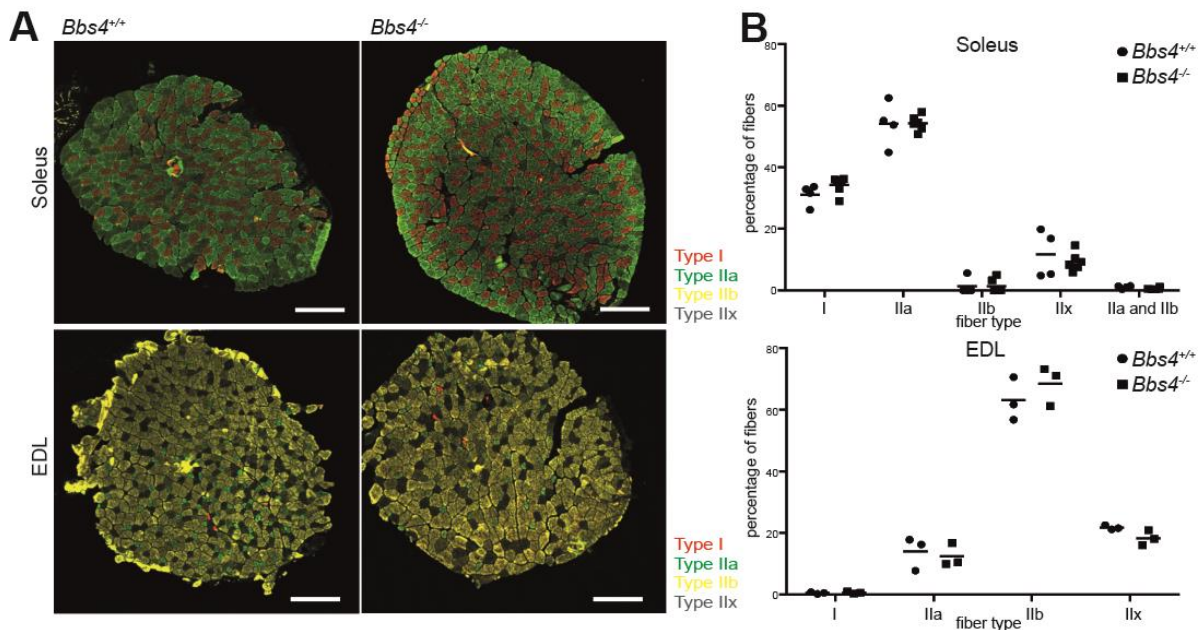 A
Bbs4+/+
Bbs4-/-
Soleus
Type I
Type IIa
Type IIb
Type IIx
EDL
Type I
Type IIa
Type IIb
Type IIx
B
Soleus
Bbs4+/+
Bbs4-/-
percentage of fibers
80
60
40
20
0
I
IIa
IIb
IIx
IIa and IIb
fiber type
EDL
Bbs4+/+
Bbs4-/-
percentage of fibers
80
60
40
20
0
I
IIa
IIb
IIx
fiber type